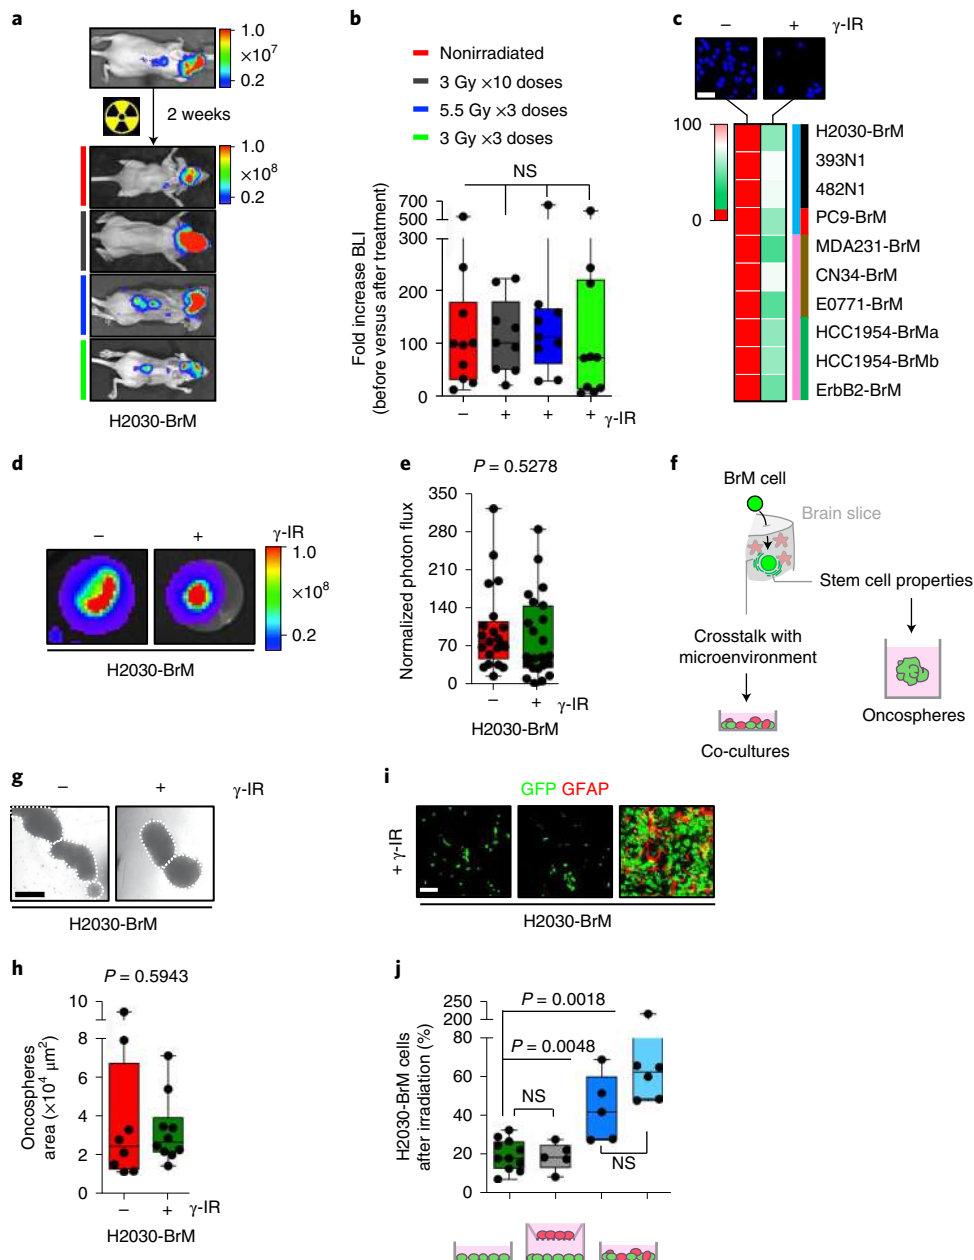 a
1.0
×10⁷
0.2
2 weeks
1.0
×10⁸
0.2
H2030-BrM
b
Nonirradiated
3 Gy ×10 doses
5.5 Gy ×3 doses
3 Gy ×3 doses
NS
Fold increase BLI
(before versus after treatment)
700
500
300
200
100
0
– + + + γ-IR
c
– + γ-IR
100
0
H2030-BrM
393N1
482N1
PC9-BrM
MDA231-BrM
CN34-BrM
E0771-BrM
HCC1954-BrMa
HCC1954-BrMb
ErbB2-BrM
d
– + γ-IR
1.0
×10⁸
0.2
H2030-BrM
e
P = 0.5278
Normalized photon flux
350
280
210
140
70
0
– + γ-IR
H2030-BrM
f
BrM cell
Brain slice
Stem cell properties
Crosstalk with
microenvironment
Oncospheres
Co-cultures
g
– + γ-IR
H2030-BrM
i
GFP GFAP
+ γ-IR
H2030-BrM
h
P = 0.5943
Oncospheres
area (×10⁴ μm²)
10
8
6
4
2
0
– + γ-IR
H2030-BrM
j
H2030-BrM cells
after irradiation (%)
250
200
80
60
40
20
0
P = 0.0018
P = 0.0048
NS
NS